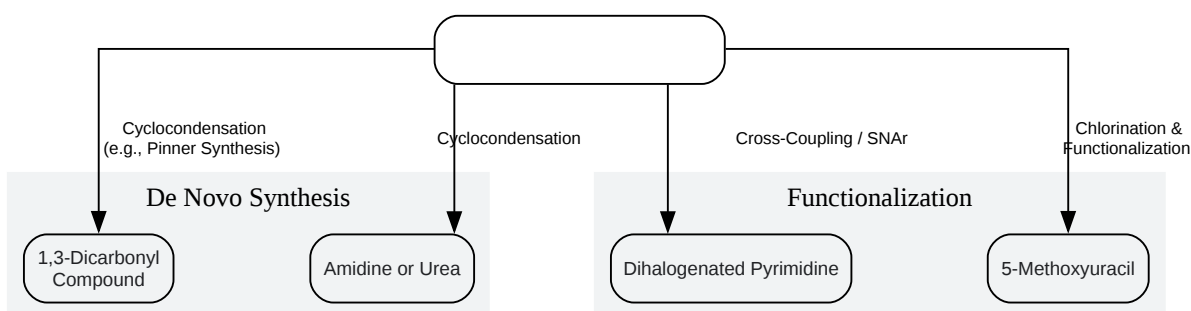 Cyclocondensation
(e.g., Pinner Synthesis)
Cyclocondensation
Cross-Coupling / SNAr
Chlorination &
Functionalization
De Novo Synthesis
Functionalization
1,3-Dicarbonyl
Compound
Amidine or Urea
Dihalogenated Pyrimidine
5-Methoxyuracil